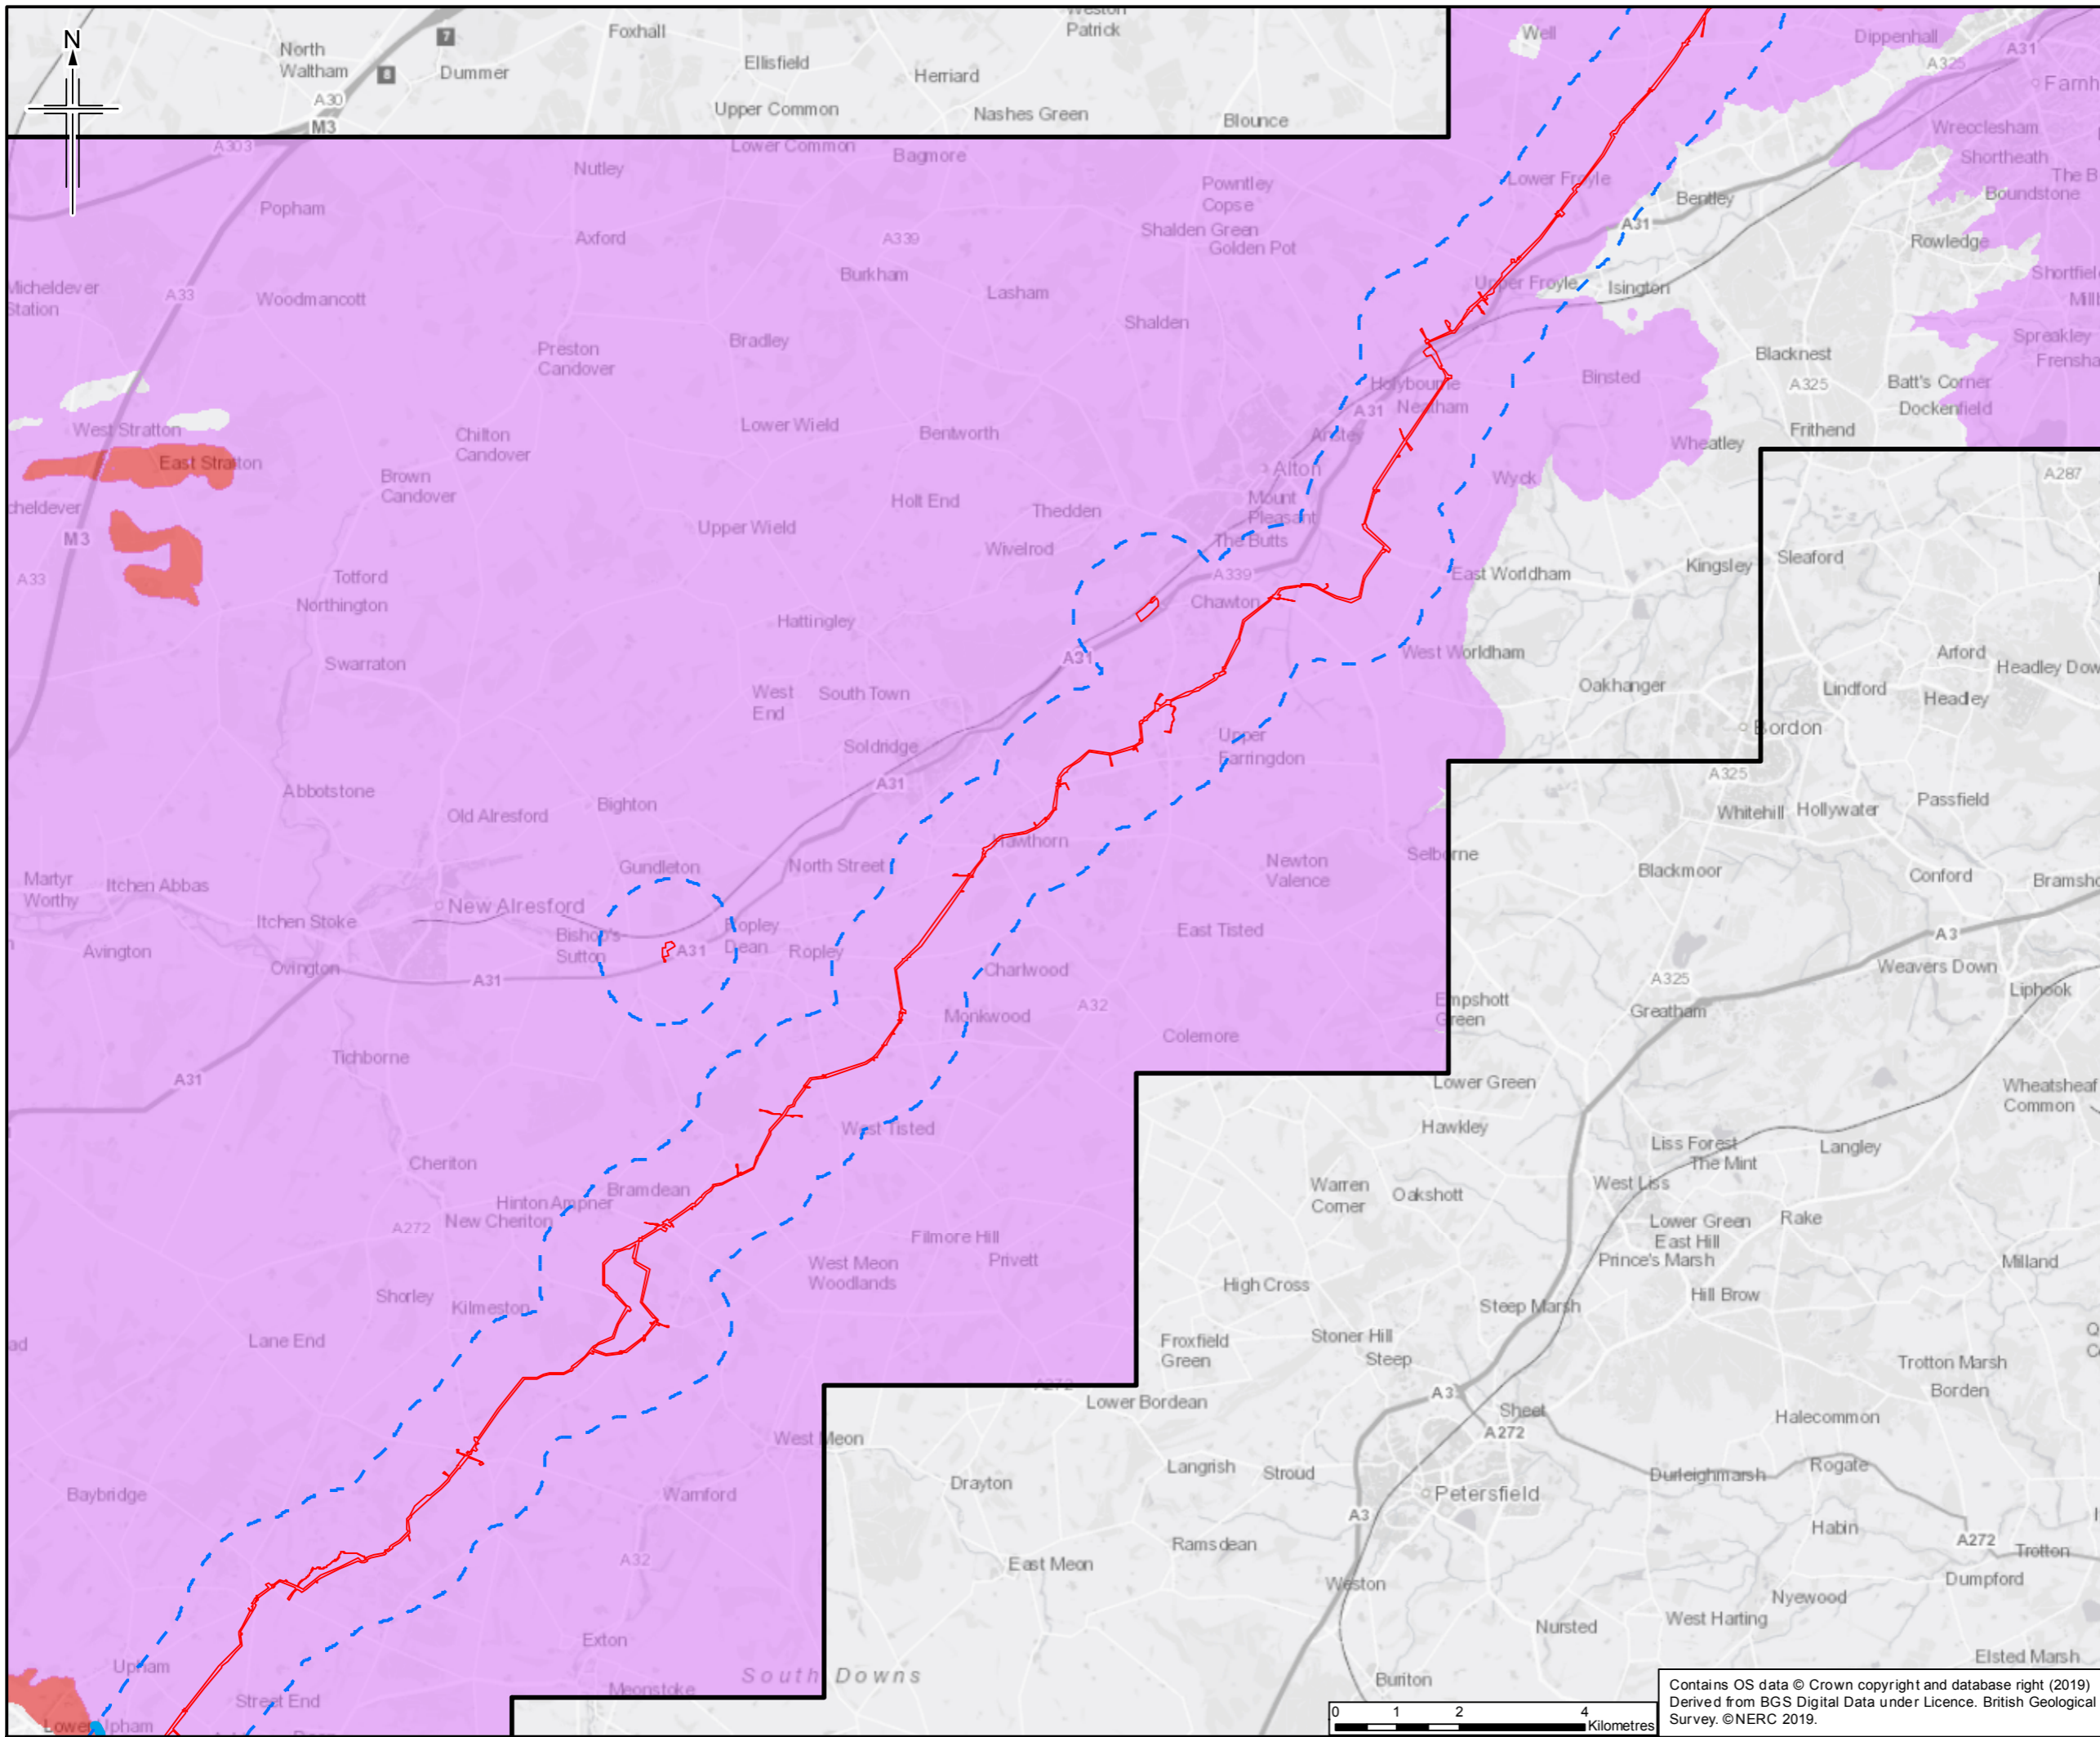 N
7
Foxhall
Weston
Patrick
Well
Dippenhall
A31
North
Waltham
8
Dummer
Ellisfield
Herriard
A325
A30
M3
Upper Common
Nashes Green
Blounce
Wrecclesham
A303
Nutley
Lower Common
Bagmore
Shortheath
Popham
Powntley
Copse
Lower Froyle
Bentley
Boundstone
Axford
A339
Shalden Green
Golden Pot
A31
Rowledge
Micheldever
Station
A33
Woodmancott
Burkham
Lasham
Upper Froyle
Isington
Shalden
Preston
Candover
Bradley
Spreakley
Blacknest
Holybourne
Neatham
Binsted
A325
Batt's Corner
Dockenfield
A31
West Stratton
East Stratton
Chilton
Candover
Lower Wield
Bentworth
Anstey
Wheatley
Frithend
Brown
Candover
Alton
Wyck
A287
Holt End
Thedden
Mount
Pleasant
M3
Upper Wield
Wivelrod
The Butts
Sleaford
A33
Totford
A339
East Worldham
Kingsley
Northington
Hattingley
Chawton
Swarraton
A31
West Worldham
Arford
Headley Dow
West
End
South Town
Oakhanger
Lindford
Headley
Soldridge
Upper
Farringdon
Bordon
Abbotstone
A31
A325
Old Alresford
Bighton
Whitehill
Hollywater
Passfield
Hawthorn
Martyr
Worthy
Itchen Abbas
Gundleton
North Street
Newton
Valence
Selborne
Blackmoor
Conford
Bramsho
Itchen Stoke
New Alresford
Bishop's
Sutton
Ropley
Dean
East Tisted
A3
Avington
Ovington
A31
A31
Ropley
Charlwood
A325
Weavers Down
Liphook
Monkwood
A32
Empshott
Green
Greatham
Tichborne
Colemore
A31
Lower Green
Wheatsheaf
Common
West Tisted
Hawkley
Liss Forest
The Mint
Langley
Cheriton
Hinton Ampner
Bramdean
Warren
Corner
Oakshott
West Liss
A272
New Cheriton
Filmore Hill
Lower Green
East Hill
Rake
West Meon
Woodlands
Privett
Prince's Marsh
Milland
Shorley
Kilmeston
High Cross
Steep Marsh
Hill Brow
Lane End
Froxfield
Green
Stoner Hill
Steep
Trotton Marsh
Borden
A272
Lower Bordean
A3
Sheet
A272
Halecommon
West Meon
Baybridge
Warnford
Drayton
Langrish
Stroud
Durleighmarsh
Rogate
Petersfield
A3
Habin
A272
Trotton
A32
East Meon
Ramsdean
Weston
Nyewood
Dumpford
Exton
Nursted
West Harting
Upham
South Downs
Elsted Marsh
Street End
Meonstoke
Buriton
Lower Upham
0 1 2 4
Kilometres
Contains OS data © Crown copyright and database right (2019)
Derived from BGS Digital Data under Licence. British Geological
Survey. ©NERC 2019.